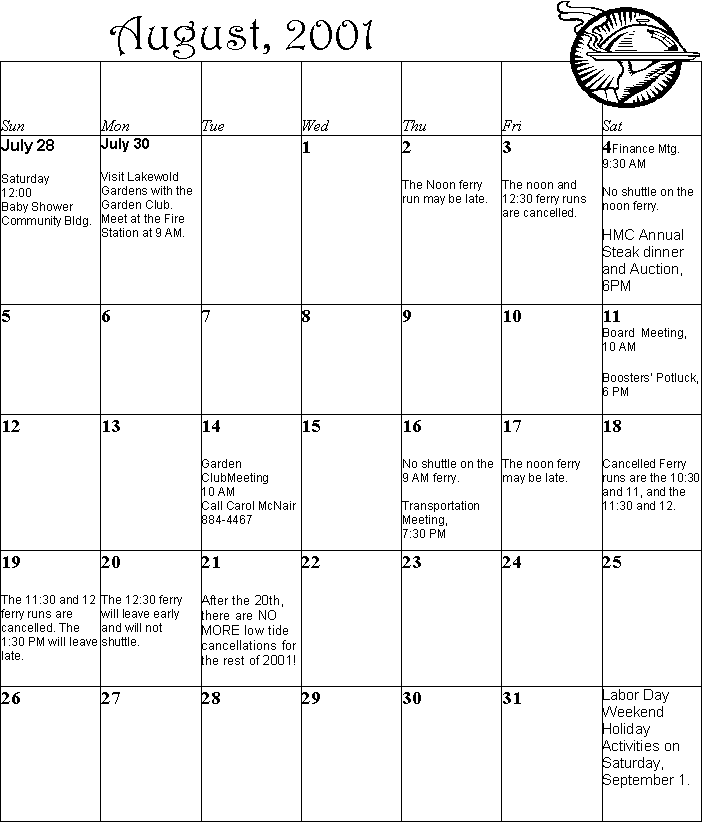 August, 2001
Sun
Mon
Tue
Wed
Thu
Fri
Sat
July 28
Saturday
12:00
Baby Shower
Community Bldg.
July 30
Visit Lakewold
Gardens with the
Garden Club.
Meet at the Fire
Station at 9 AM.
1
2
The Noon ferry
run may be late.
3
The noon and
12:30 ferry runs
are cancelled.
4 Finance Mtg.
9:30 AM
No shuttle on the
noon ferry.
HMC Annual
Steak dinner
and Auction,
6PM
5
6
7
8
9
10
11
Board Meeting,
10 AM
Boosters' Potluck,
6 PM
12
13
14
Garden
ClubMeeting
10 AM
Call Carol McNair
884-4467
15
16
No shuttle on the
9 AM ferry.
Transportation
Meeting,
7:30 PM
17
The noon ferry
may be late.
18
Cancelled Ferry
runs are the 10:30
and 11, and the
11:30 and 12.
19
The 11:30 and 12
ferry runs are
cancelled. The
1:30 PM will leave
late.
20
The 12:30 ferry
will leave early
and will not
shuttle.
21
After the 20th,
there are NO
MORE low tide
cancellations for
the rest of 2001!
22
23
24
25
26
27
28
29
30
31
Labor Day
Weekend
Holiday
Activities on
Saturday,
September 1.